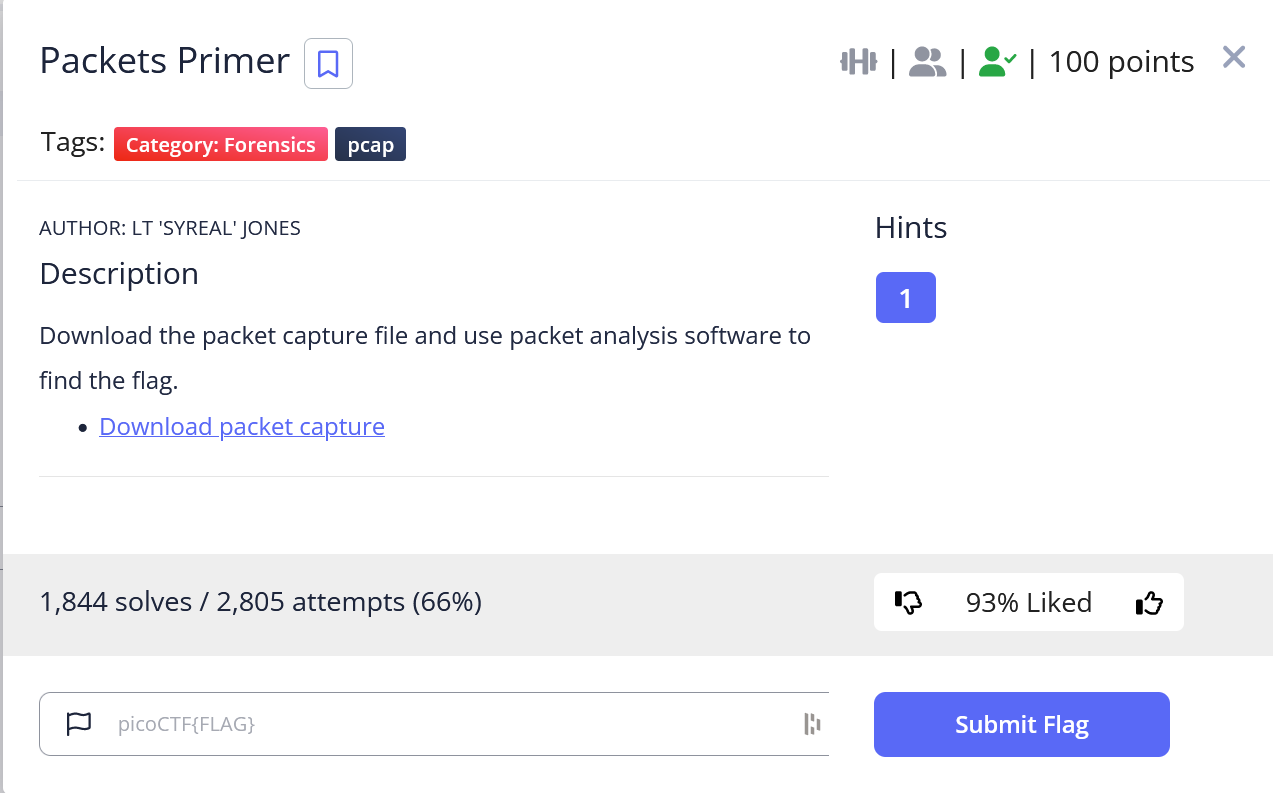 Packets Primer
| | | 100 points
Tags: Category: Forensics pcap
AUTHOR: LT 'SYREAL' JONES
Description
Download the packet capture file and use packet analysis software to
find the flag.
• Download packet capture
Hints
1
1,844 solves / 2,805 attempts (66%)
93% Liked
picoCTF{FLAG}
Submit Flag